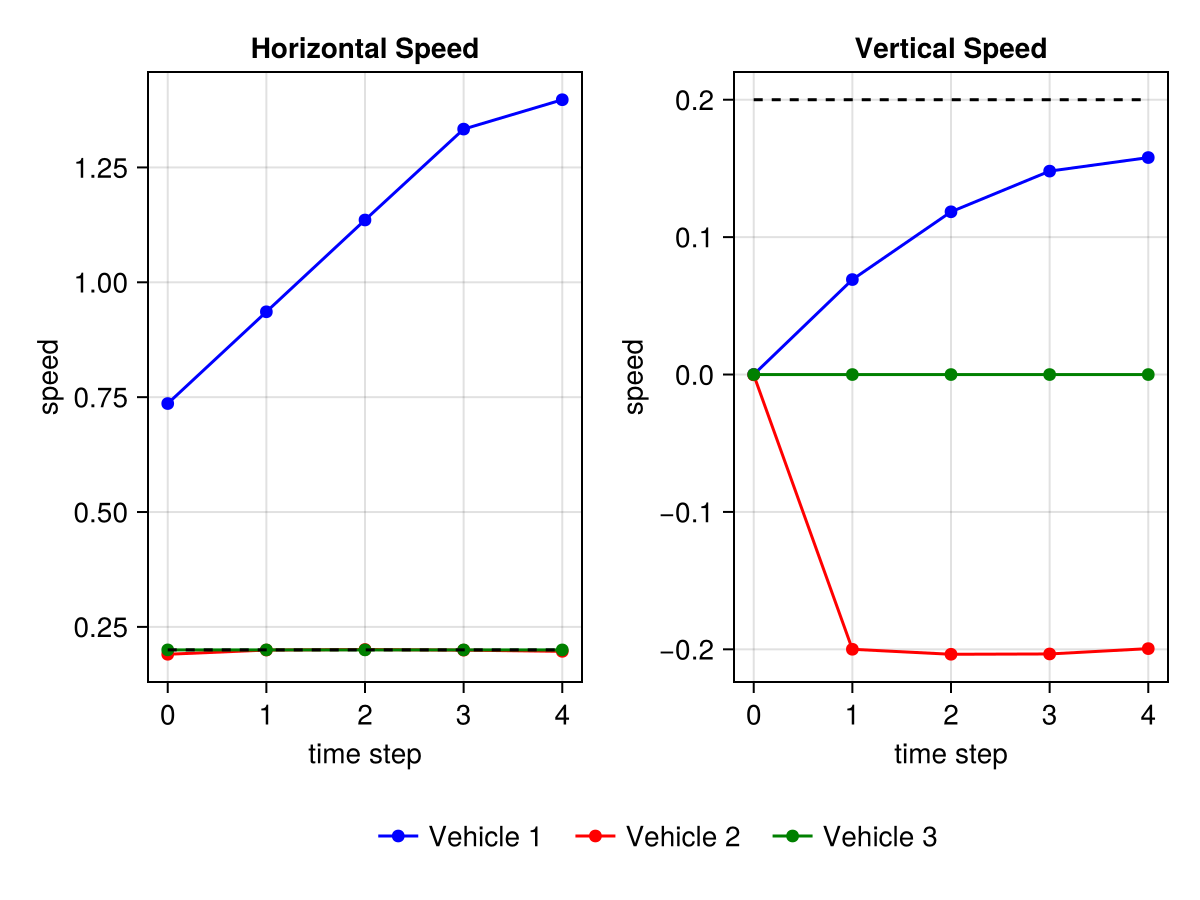 Horizontal Speed
1.25
1.00
0.75
0.50
0.25
speed
0 1 2 3 4
time step
Vertical Speed
0.2
0.1
0.0
−0.1
−0.2
speed
0 1 2 3 4
time step
Vehicle 1 Vehicle 2 Vehicle 3